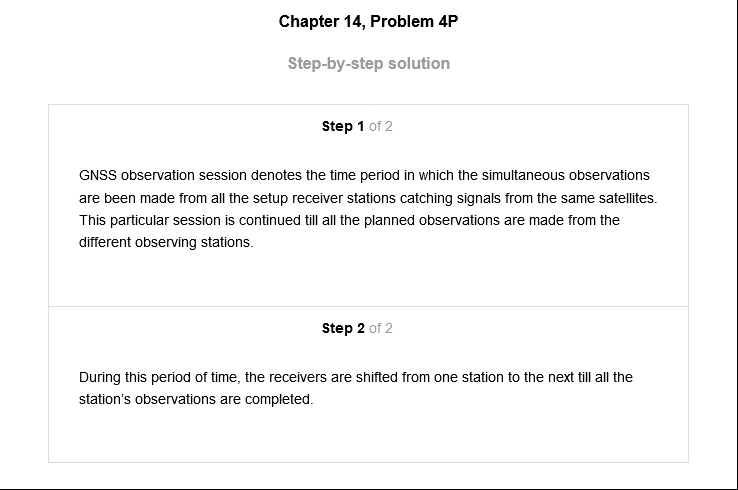 Chapter 14, Problem 4P
Step-by-step solution
Step 1 of 2
GNSS observation session denotes the time period in which the simultaneous observations
are been made from all the setup receiver stations catching signals from the same satellites.
This particular session is continued till all the planned observations are made from the
different observing stations.
Step 2 of 2
During this period of time, the receivers are shifted from one station to the next till all the
station’s observations are completed.